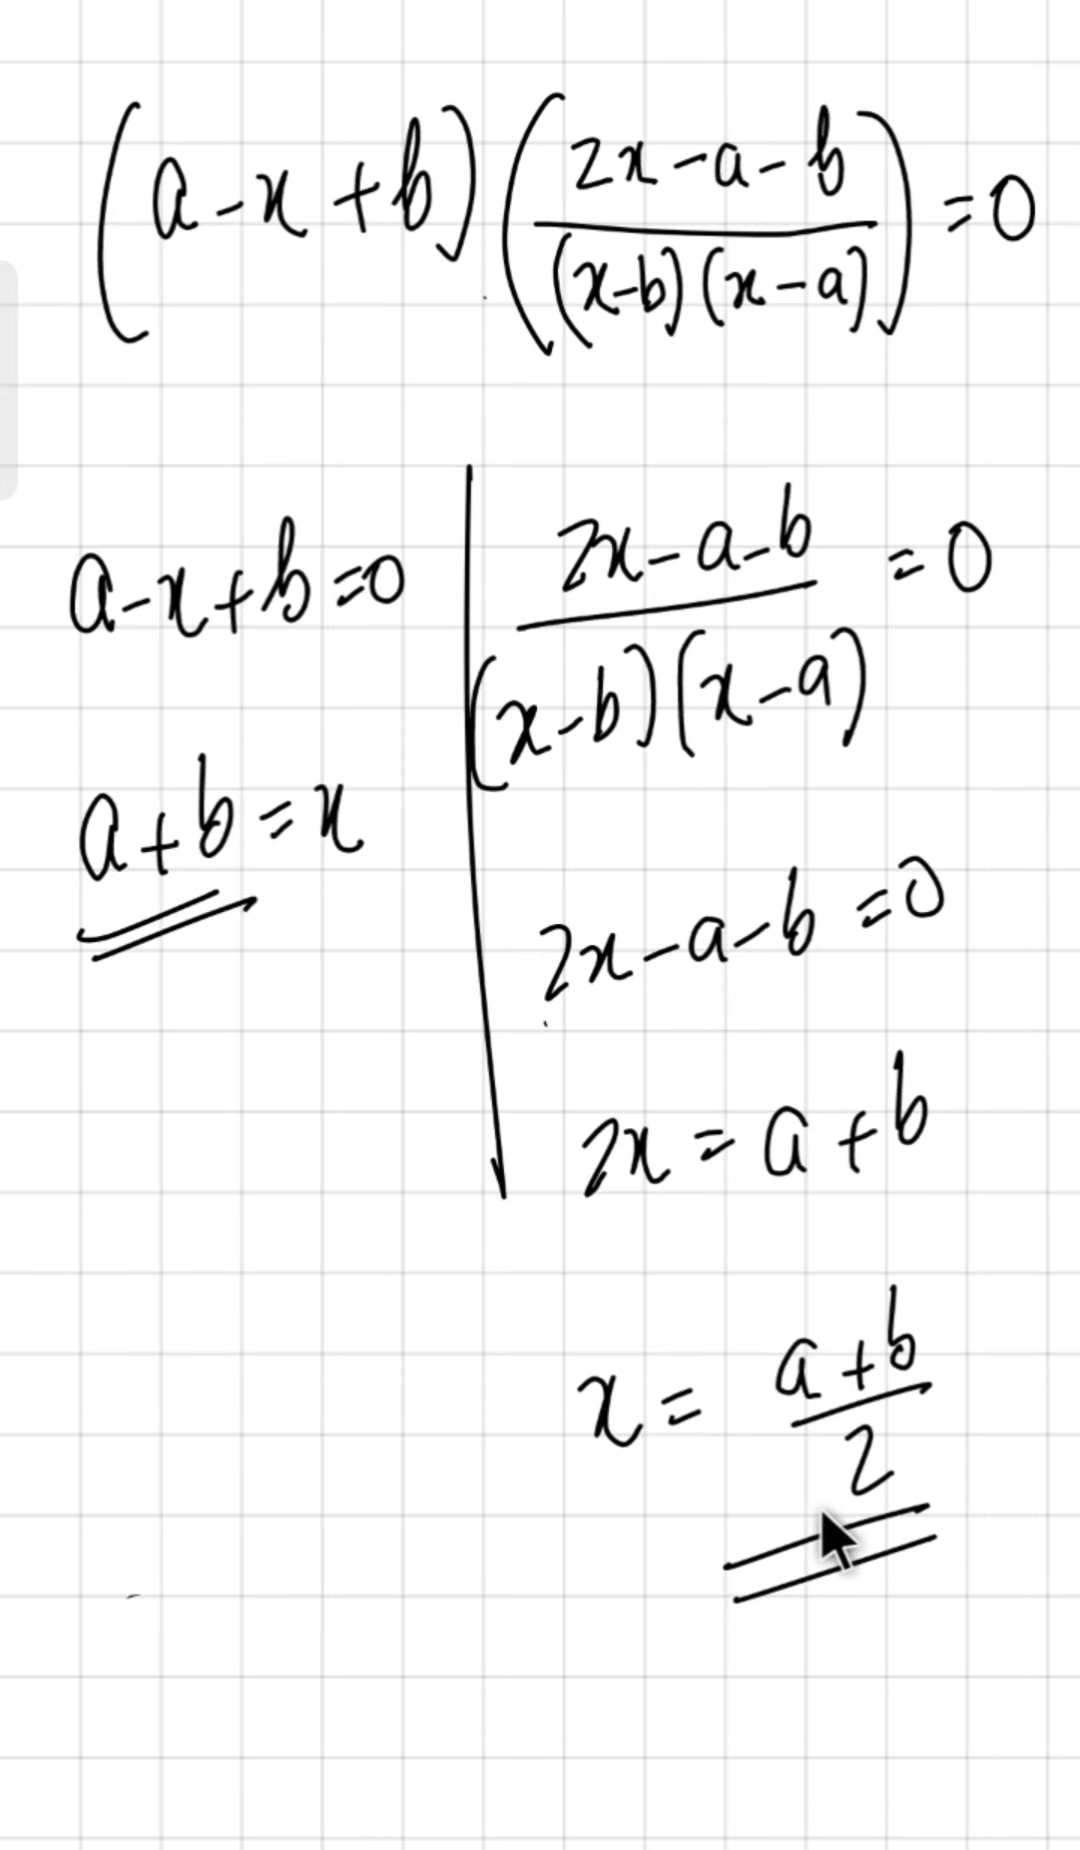 (a-x+b)((2x-a-b)/((x-b)(x-a)))=0
a-x+b=0
a+b=x
(2x-a-b)/((x-b)(x-a))=0
2x-a-b=0
2x=a+b
x=(a+b)/2